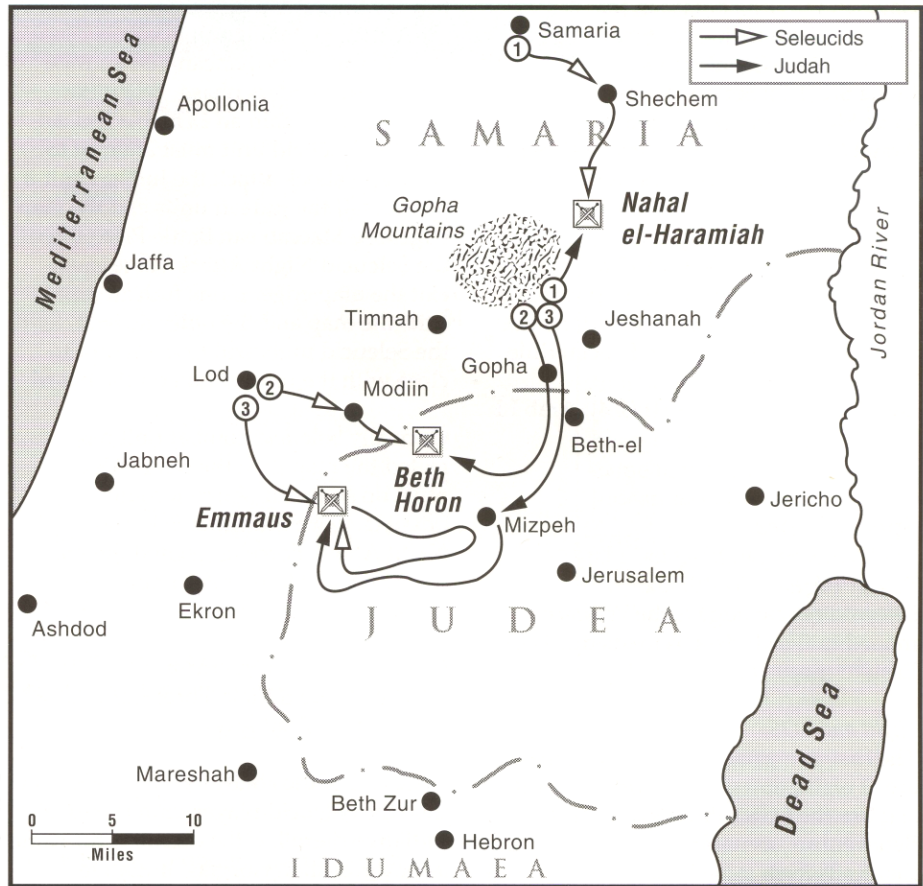 Samaria
1
Seleucids
Judah
Shechem
Apollonia
Mediterranean Sea
SAMARIA
Nahal
el-Haramiah
Gopha
Mountains
Jordan River
Jaffa
1
2
3
Timnah
Jeshanah
Gopha
Lod
2
3
Modiin
Beth-el
Beth
Horon
Jabneh
Jericho
Emmaus
Mizpeh
Jerusalem
Ekron
Ashdod
JUDEA
Dead Sea
Mareshah
Beth Zur
Hebron
0 5 10
Miles
IDUMAEA